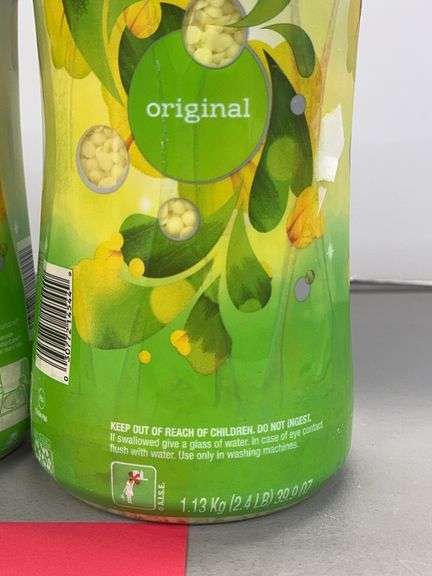 original
KEEP OUT OF REACH OF CHILDREN. DO NOT INGEST.
If swallowed give a glass of water. In case of eye contact
flush with water. Use only in washing machines.
© A.I.S.E.
1.13 Kg (2.4 LB) 39.9 OZ